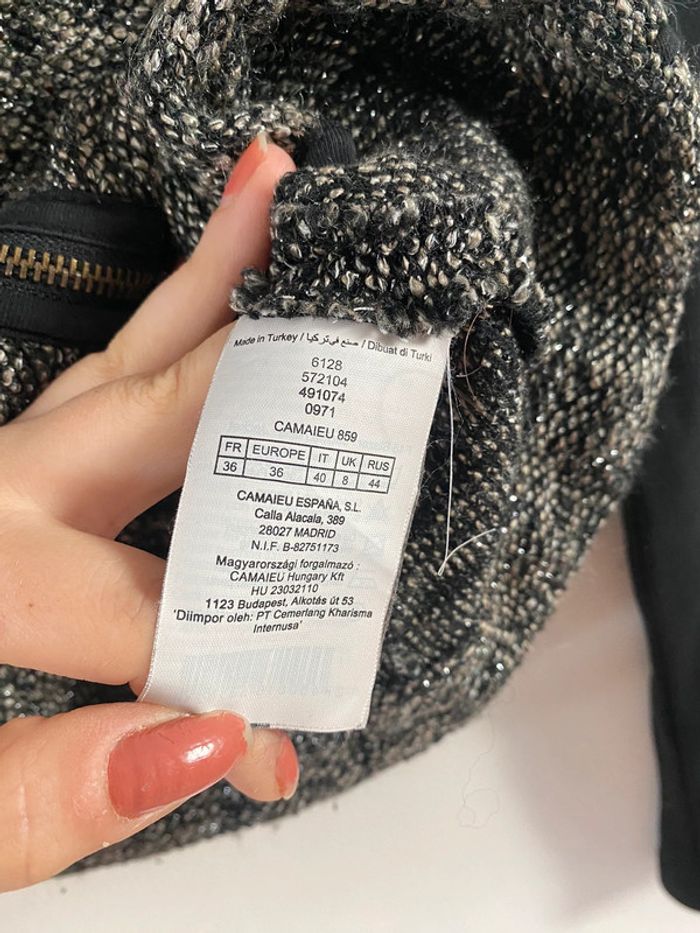 Made in Turkey / صنع في تركيا / Dibuat di Turki
6128
572104
491074
0971
CAMAIEU 859
FR EUROPE IT UK RUS
36 36 40 8 44
CAMAIEU ESPAÑA, S.L.
Calla Alacala, 389
28027 MADRID
N.I.F. B-82751173
Magyarországi forgalmazó :
CAMAIEU Hungary Kft
HU 23032110
1123 Budapest, Alkotás út 53
'Diimpor oleh: PT Cemerlang Kharisma
Internusa'